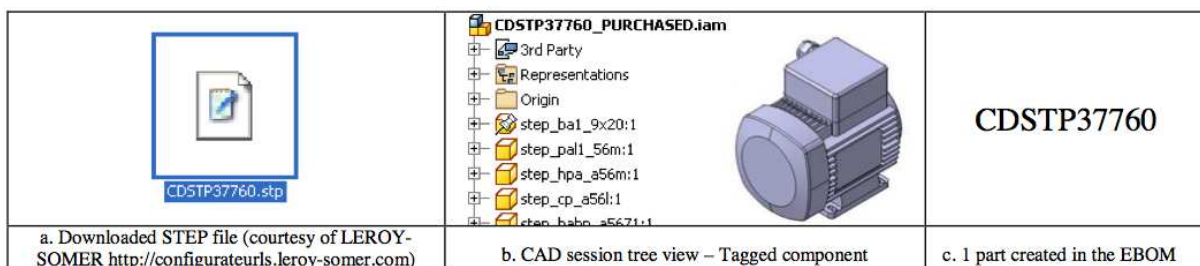 CDSTP37760.stp
CDSTP37760_PURCHASED.iam
3rd Party
Representations
Origin
step_ba1_9x20:1
step_pal1_56m:1
step_hpa_a56m:1
step_cp_a56l:1
CDSTP37760
a. Downloaded STEP file (courtesy of LEROY-
SOMER http://configurateurls.leroy-somer.com)
b. CAD session tree view – Tagged component
c. 1 part created in the EBOM